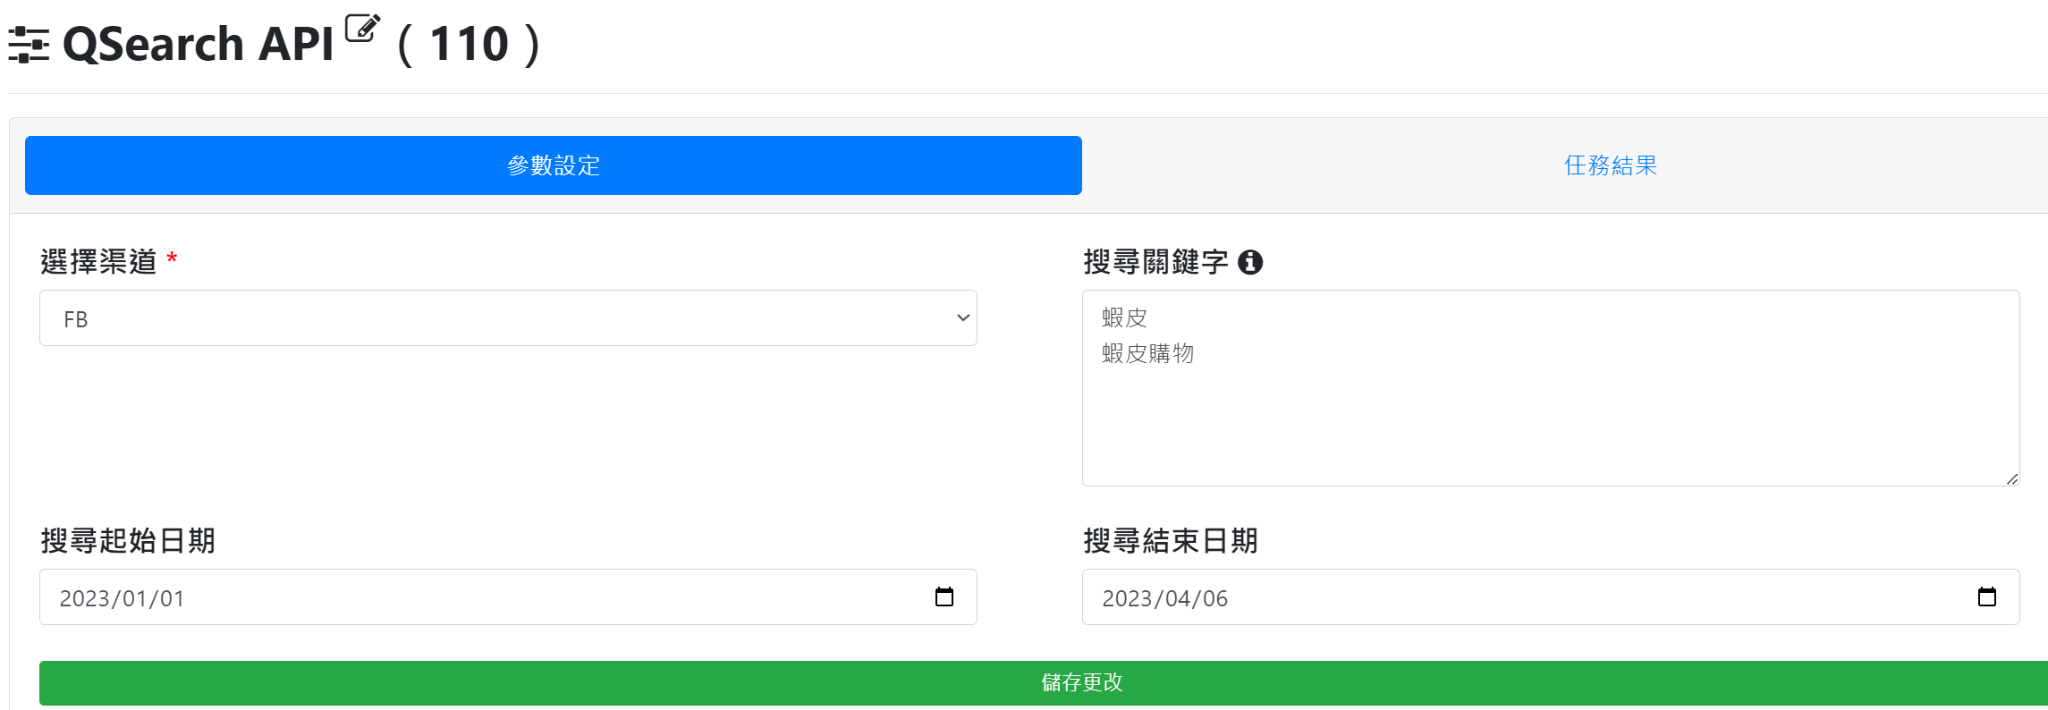 QSearch API ( 110 )
參數設定
任務結果
選擇渠道 *
搜尋關鍵字
FB
蝦皮
蝦皮購物
搜尋起始日期
搜尋結束日期
2023/01/01
2023/04/06
儲存更改